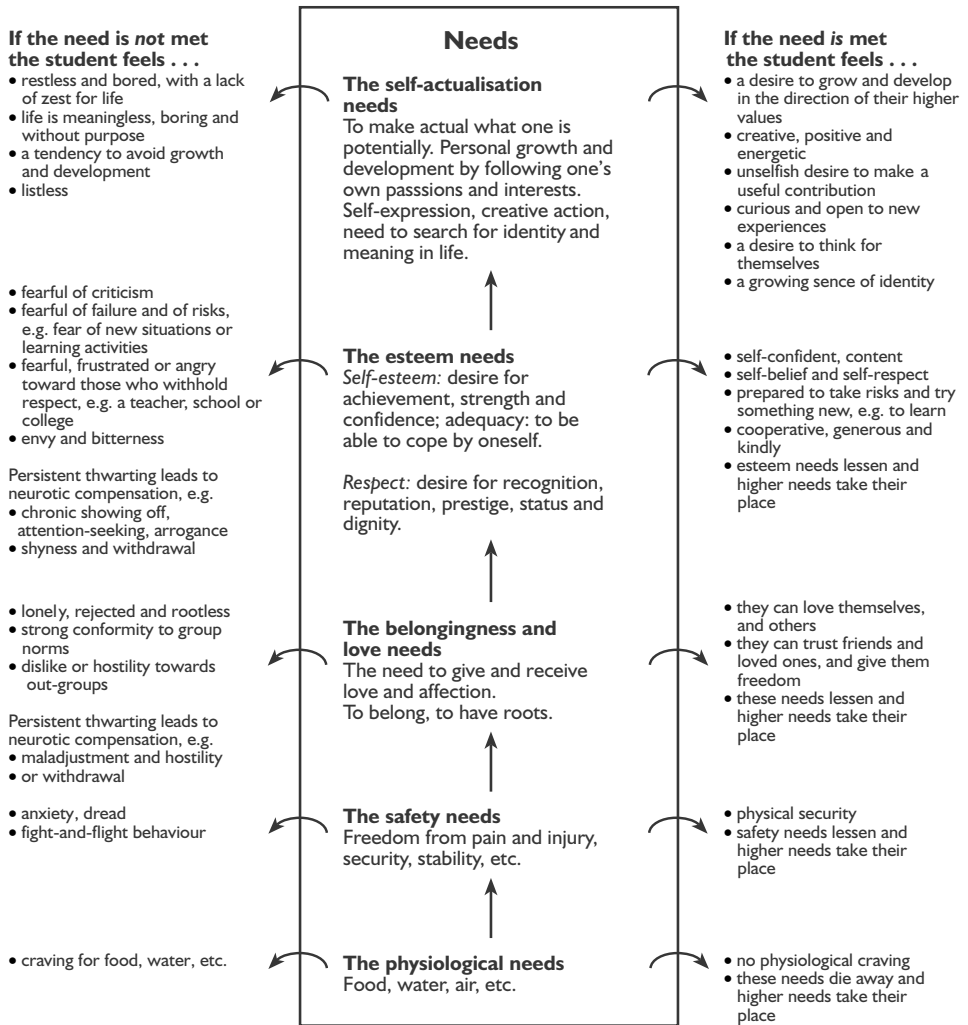 If the need is not met
the student feels . . .
• restless and bored, with a lack
of zest for life
• life is meaningless, boring and
without purpose
• a tendency to avoid growth
and development
• listless
• fearful of criticism
• fearful of failure and of risks,
e.g. fear of new situations or
learning activities
• fearful, frustrated or angry
toward those who withhold
respect, e.g. a teacher, school or
college
• envy and bitterness
Persistent thwarting leads to
neurotic compensation, e.g.
• chronic showing off,
attention-seeking, arrogance
• shyness and withdrawal
• lonely, rejected and rootless
• strong conformity to group
norms
• dislike or hostility towards
out-groups
Persistent thwarting leads to
neurotic compensation, e.g.
• maladjustment and hostility
• or withdrawal
• anxiety, dread
• fight-and-flight behaviour
• craving for food, water, etc.
Needs
The self-actualisation
needs
To make actual what one is
potentially. Personal growth and
development by following one's
own passsions and interests.
Self-expression, creative action,
need to search for identity and
meaning in life.
The esteem needs
Self-esteem: desire for
achievement, strength and
confidence; adequacy: to be
able to cope by oneself.
Respect: desire for recognition,
reputation, prestige, status and
dignity.
The belongingness and
love needs
The need to give and receive
love and affection.
To belong, to have roots.
The safety needs
Freedom from pain and injury,
security, stability, etc.
The physiological needs
Food, water, air, etc.
If the need is met
the student feels . . .
• a desire to grow and develop
in the direction of their higher
values
• creative, positive and
energetic
• unselfish desire to make a
useful contribution
• curious and open to new
experiences
• a desire to think for
themselves
• a growing sence of identity
• self-confident, content
• self-belief and self-respect
• prepared to take risks and try
something new, e.g. to learn
• cooperative, generous and
kindly
• esteem needs lessen and
higher needs take their
place
• they can love themselves,
and others
• they can trust friends and
loved ones, and give them
freedom
• these needs lessen and
higher needs take their
place
• physical security
• safety needs lessen and
higher needs take their
place
• no physiological craving
• these needs die away and
higher needs take their
place